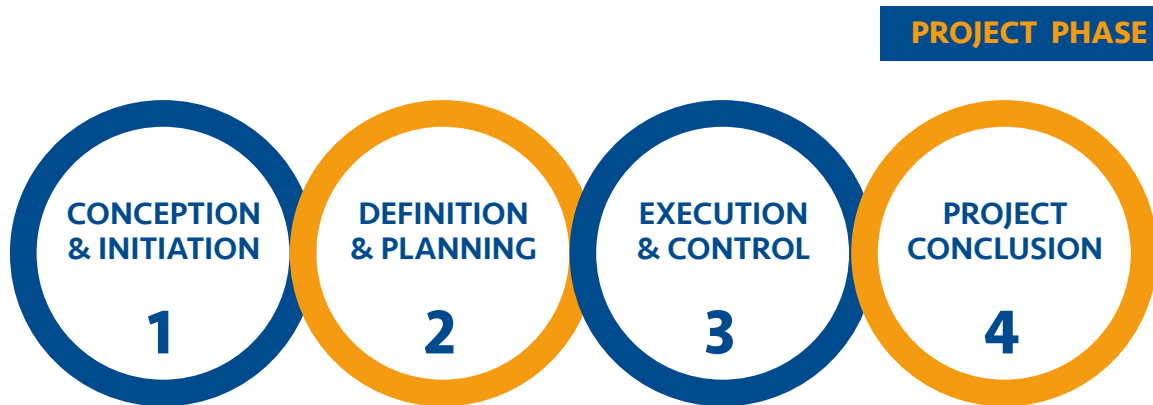 PROJECT PHASE
CONCEPTION
& INITIATION
1
DEFINITION
& PLANNING
2
EXECUTION
& CONTROL
3
PROJECT
CONCLUSION
4